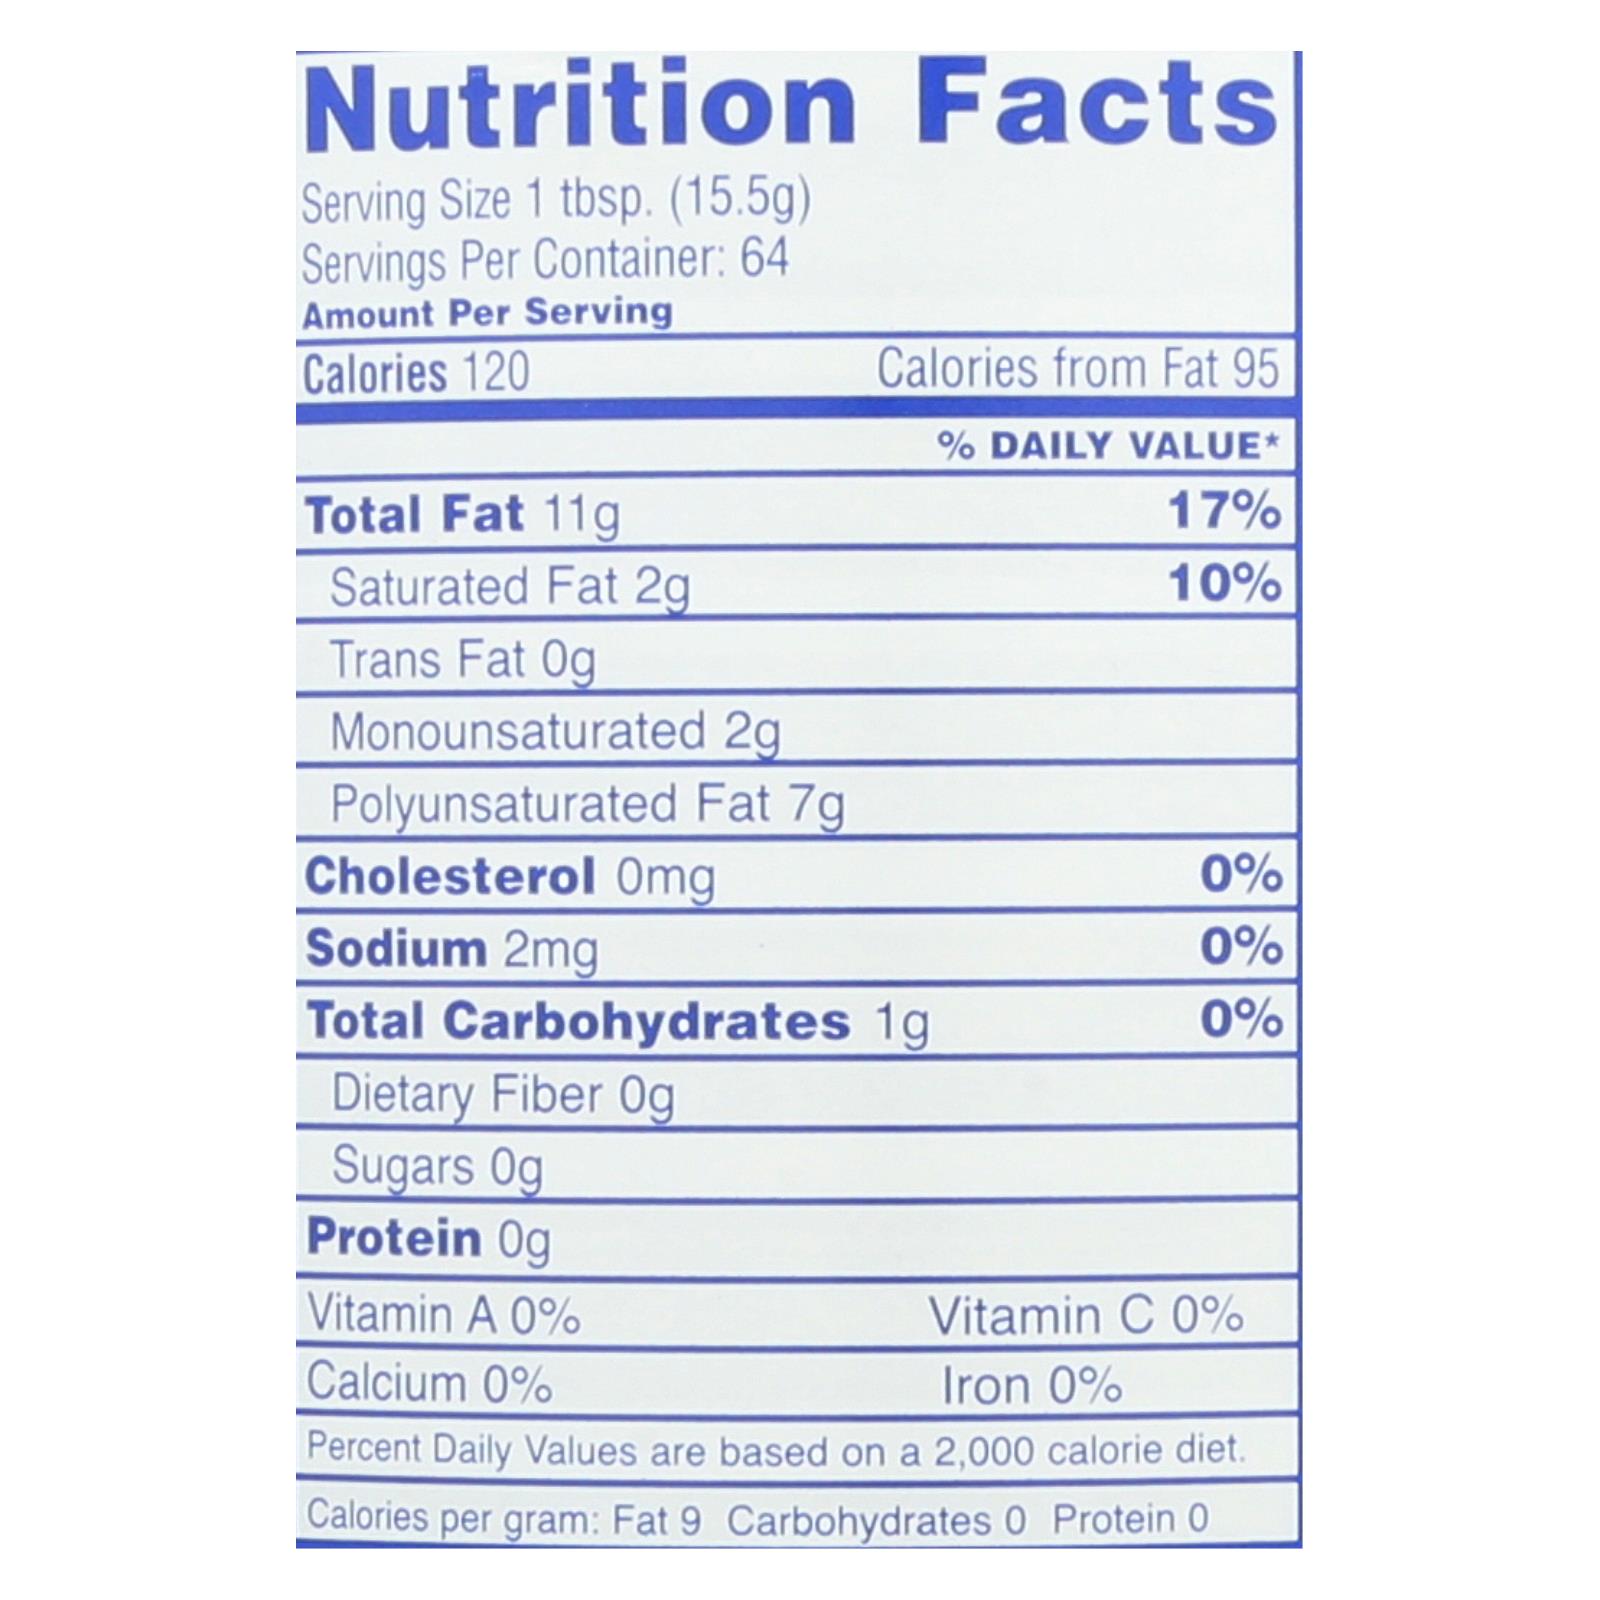 Nutrition Facts
Serving Size 1 tbsp. (15.5g)
Servings Per Container: 64
Amount Per Serving
Calories 120 Calories from Fat 95
% DAILY VALUE*
Total Fat 11g 17%
Saturated Fat 2g 10%
Trans Fat 0g
Monounsaturated 2g
Polyunsaturated Fat 7g
Cholesterol 0mg 0%
Sodium 2mg 0%
Total Carbohydrates 1g 0%
Dietary Fiber 0g
Sugars 0g
Protein 0g
Vitamin A 0% Vitamin C 0%
Calcium 0% Iron 0%
Percent Daily Values are based on a 2,000 calorie diet.
Calories per gram: Fat 9 Carbohydrates 0 Protein 0